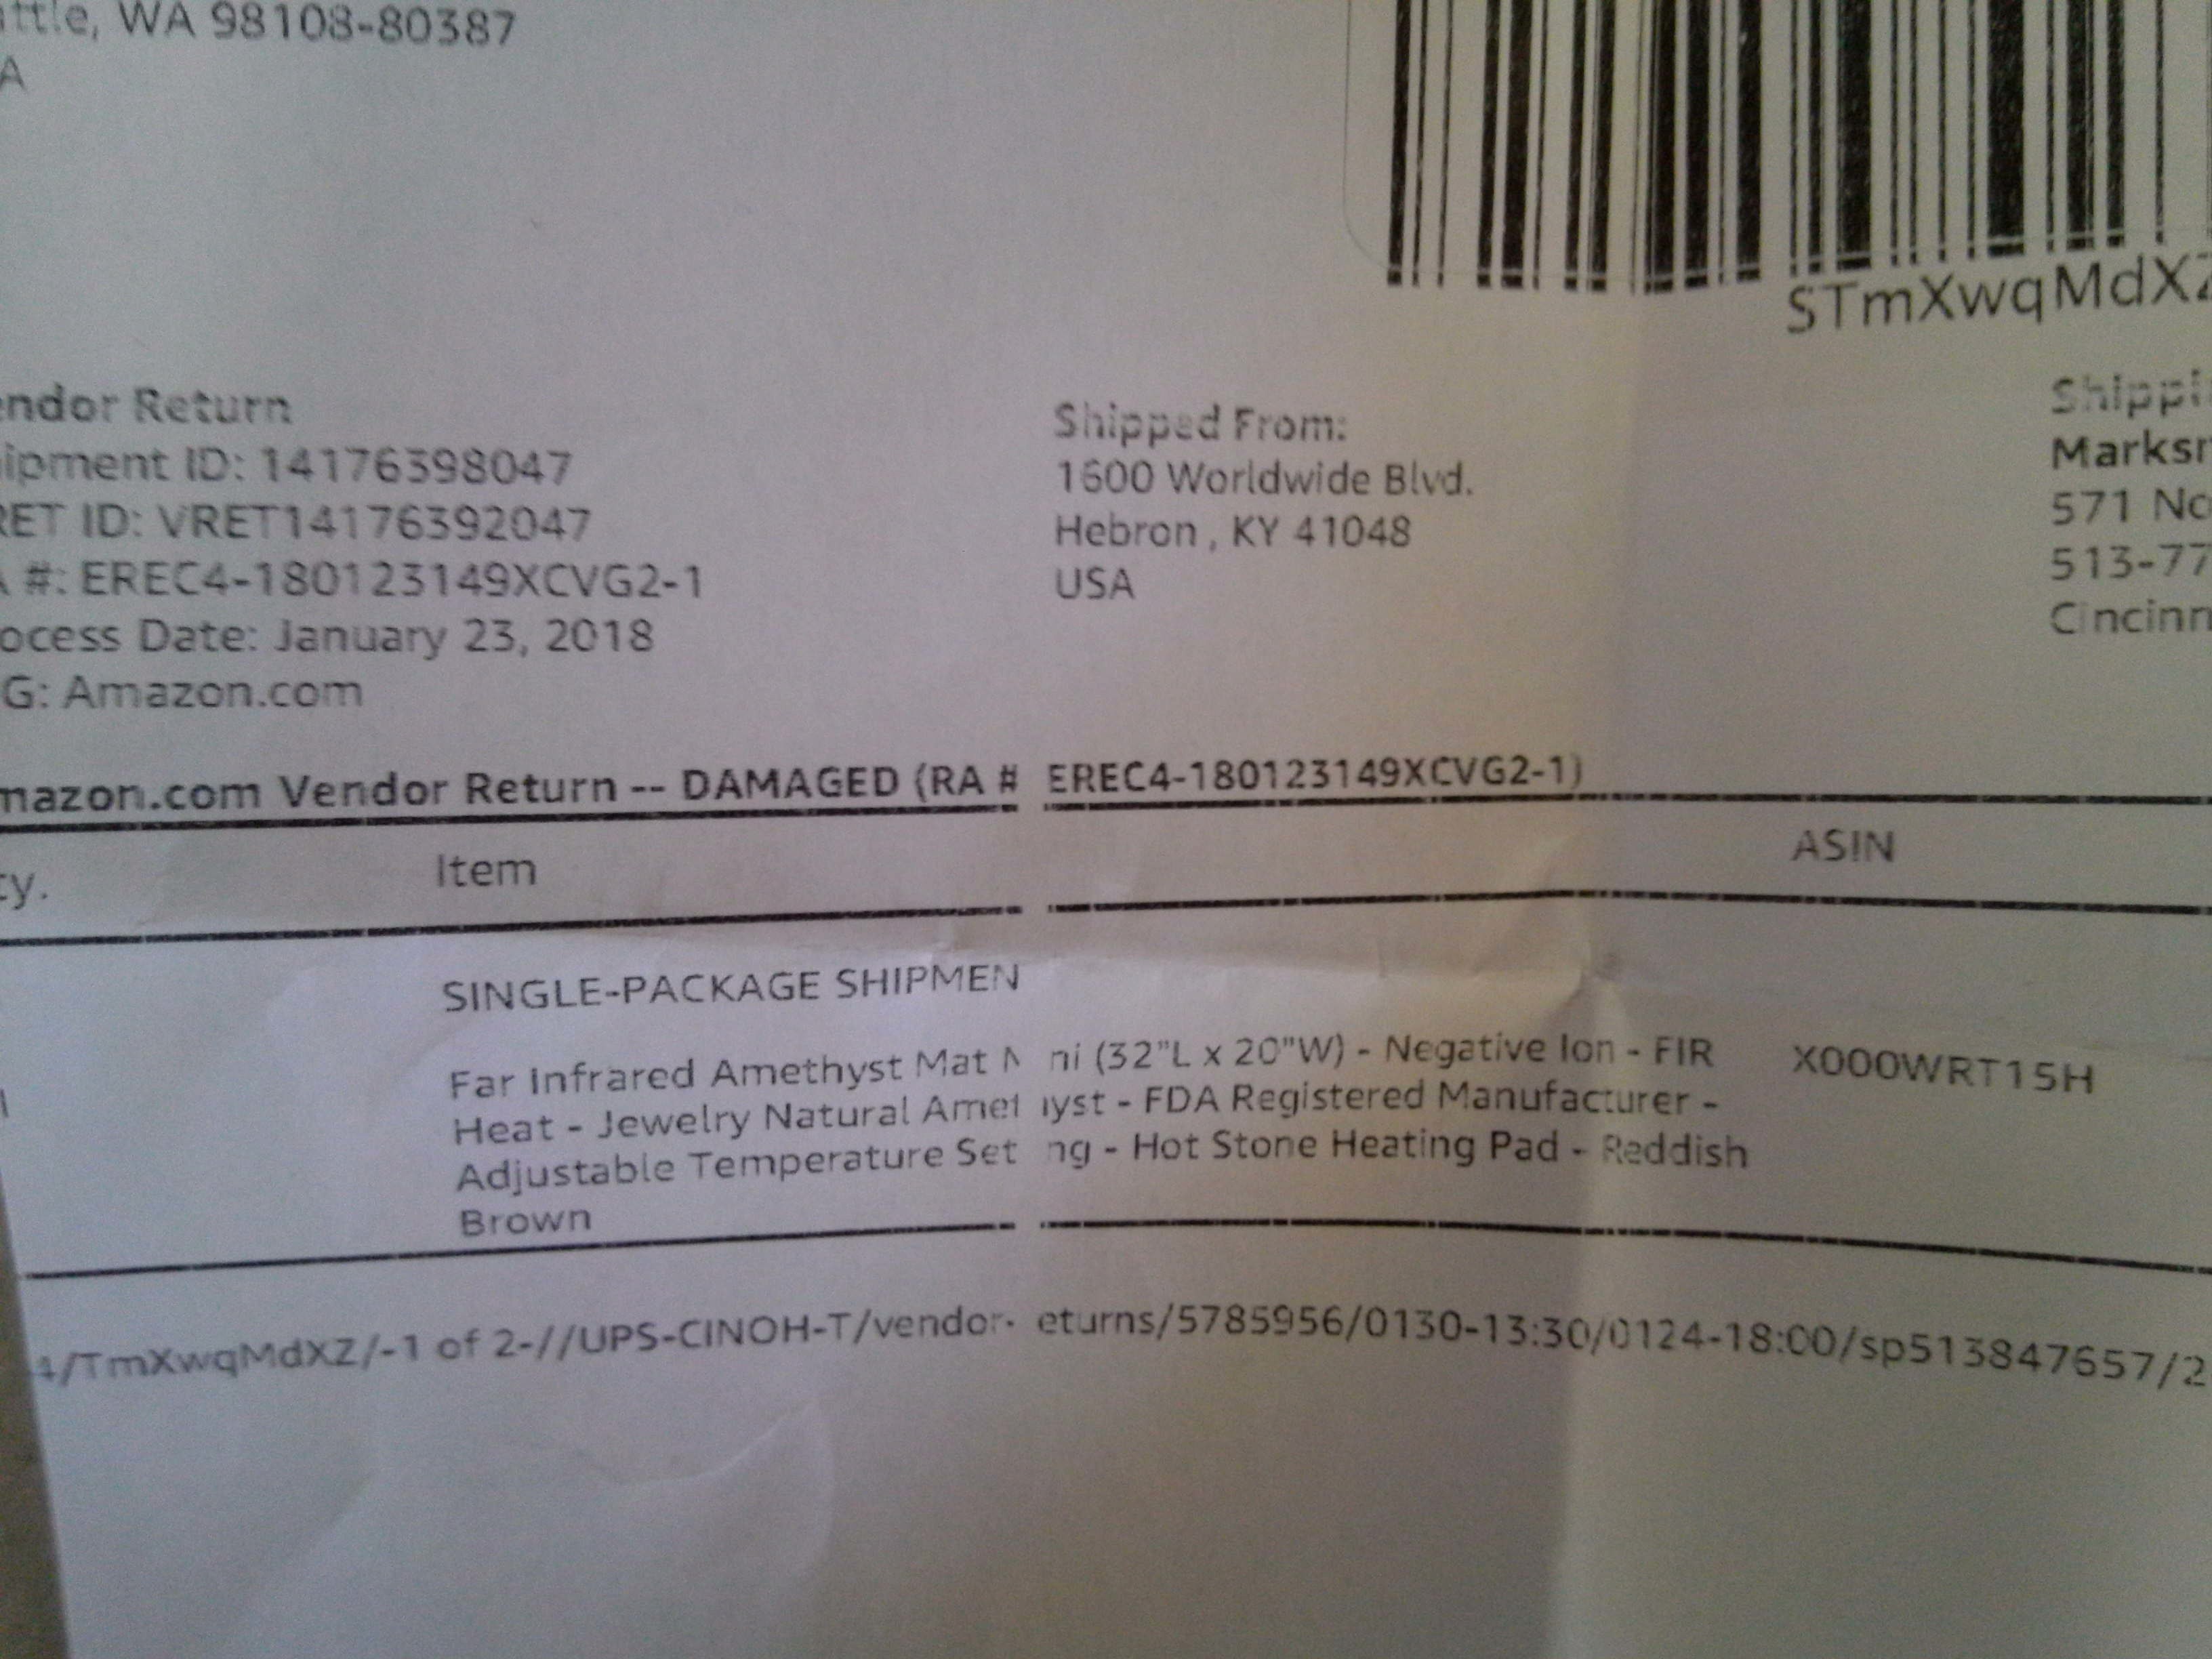 ttle, WA 98108-80387
A
STmXwqMdXZ
endor Return
ipment ID: 14176398047
RET ID: VRET14176392047
A #: EREC4-180123149XCVG2-1
ocess Date: January 23, 2018
G: Amazon.com
Shipped From:
1600 Worldwide Blvd.
Hebron , KY 41048
USA
Shippi
Marksr
571 No
513-77
Cincinn
mazon.com Vendor Return -- DAMAGED (RA # EREC4-180123149XCVG2-1)
ty. Item ASIN
SINGLE-PACKAGE SHIPMEN
Far Infrared Amethyst Mat M ni (32"L x 20"W) - Negative Ion - FIR X000WRT15H
Heat - Jewelry Natural Amet hyst - FDA Registered Manufacturer -
Adjustable Temperature Set ng - Hot Stone Heating Pad - Reddish
Brown
4/TmXwqMdXZ/-1 of 2-//UPS-CINOH-T/vendor- eturns/5785956/0130-13:30/0124-18:00/sp513847657/2